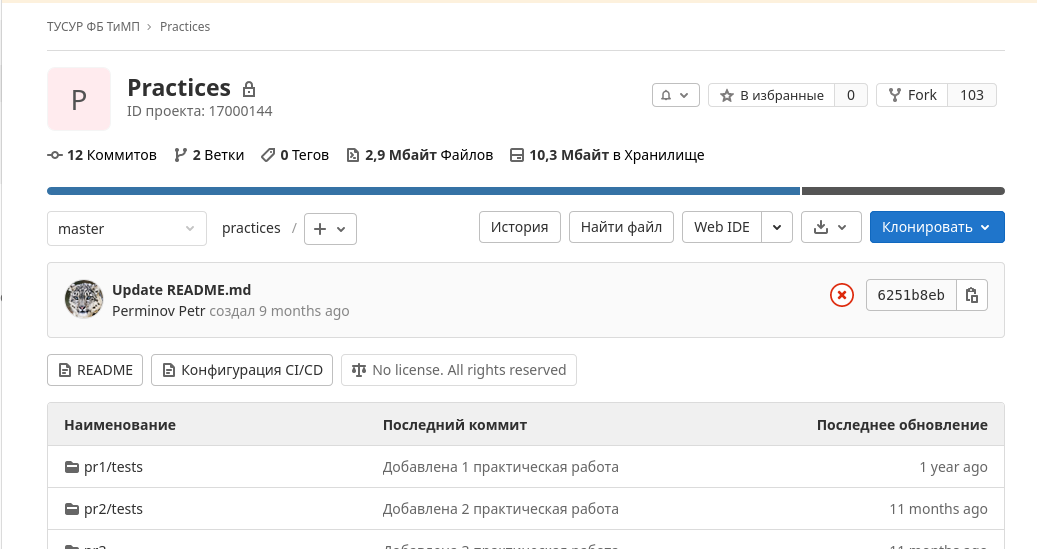 ТУСУР ФБ ТиМП › Practices
P
Practices
ID проекта: 17000144
В избранные 0
Fork 103
12 Коммитов 2 Ветки 0 Тегов 2,9 Мбайт Файлов 10,3 Мбайт в Хранилище
master practices / + История Найти файл Web IDE Клонировать
Update README.md
Perminov Petr создал 9 months ago
6251b8eb
README Конфигурация CI/CD No license. All rights reserved
Наименование Последний коммит Последнее обновление
pr1/tests Добавлена 1 практическая работа 1 year ago
pr2/tests Добавлена 2 практическая работа 11 months ago